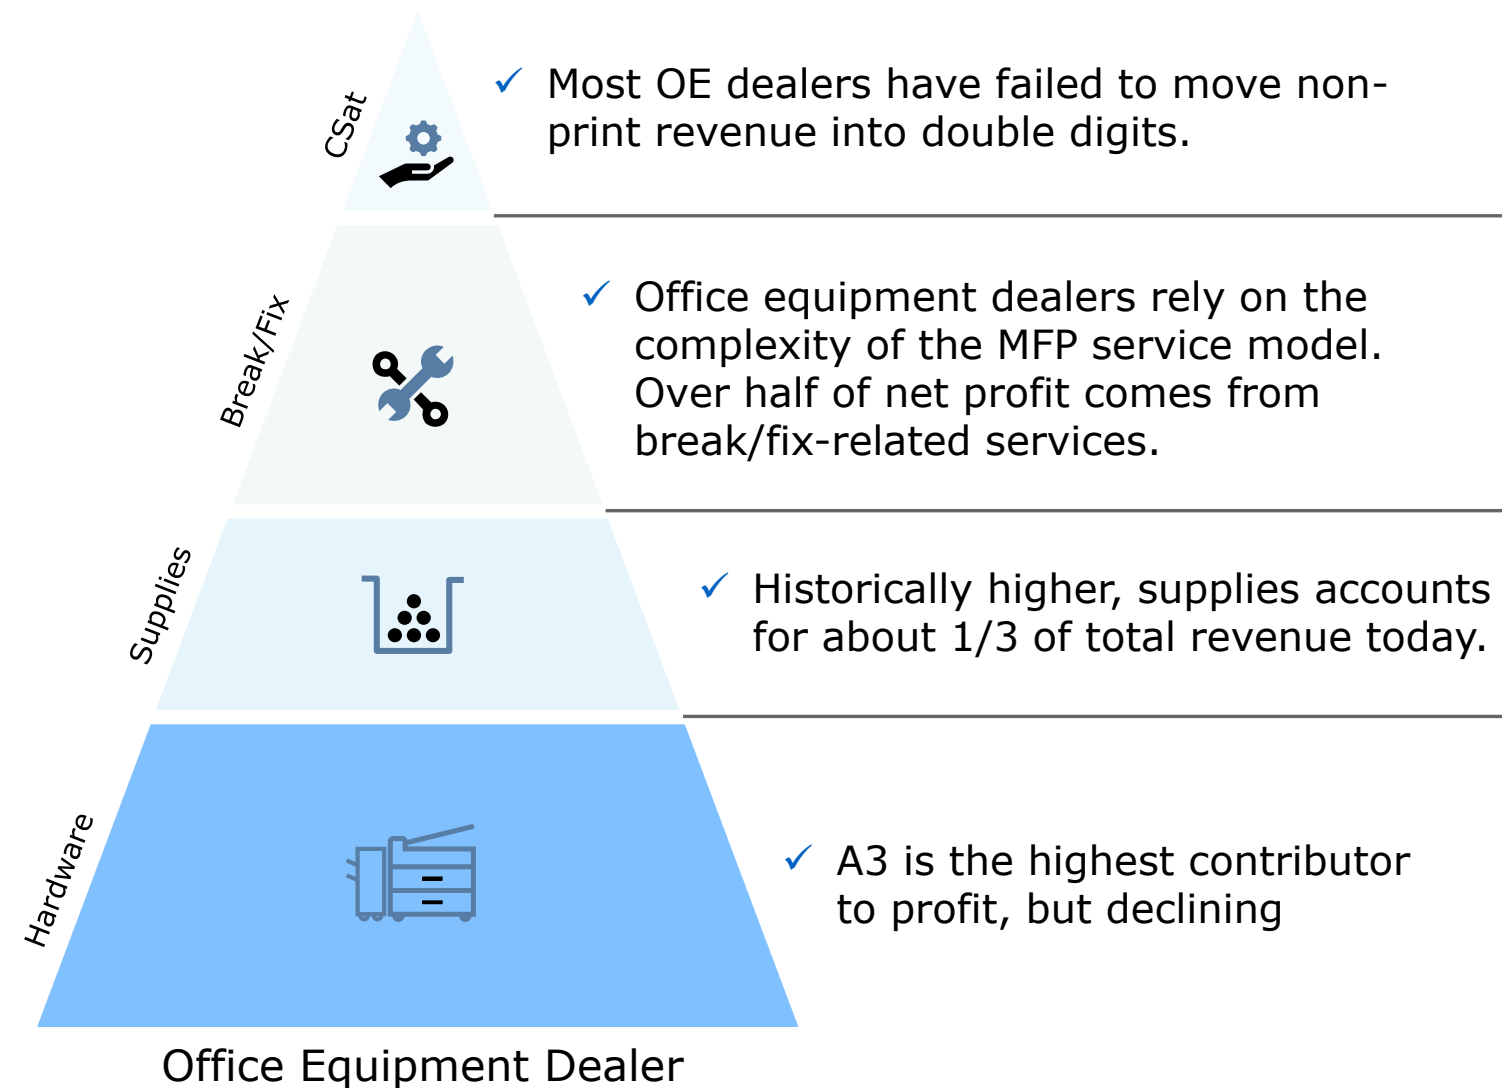 CSat
✓ Most OE dealers have failed to move non-
print revenue into double digits.
Break/Fix
✓ Office equipment dealers rely on the
complexity of the MFP service model.
Over half of net profit comes from
break/fix-related services.
Supplies
✓ Historically higher, supplies accounts
for about 1/3 of total revenue today.
Hardware
✓ A3 is the highest contributor
to profit, but declining
Office Equipment Dealer